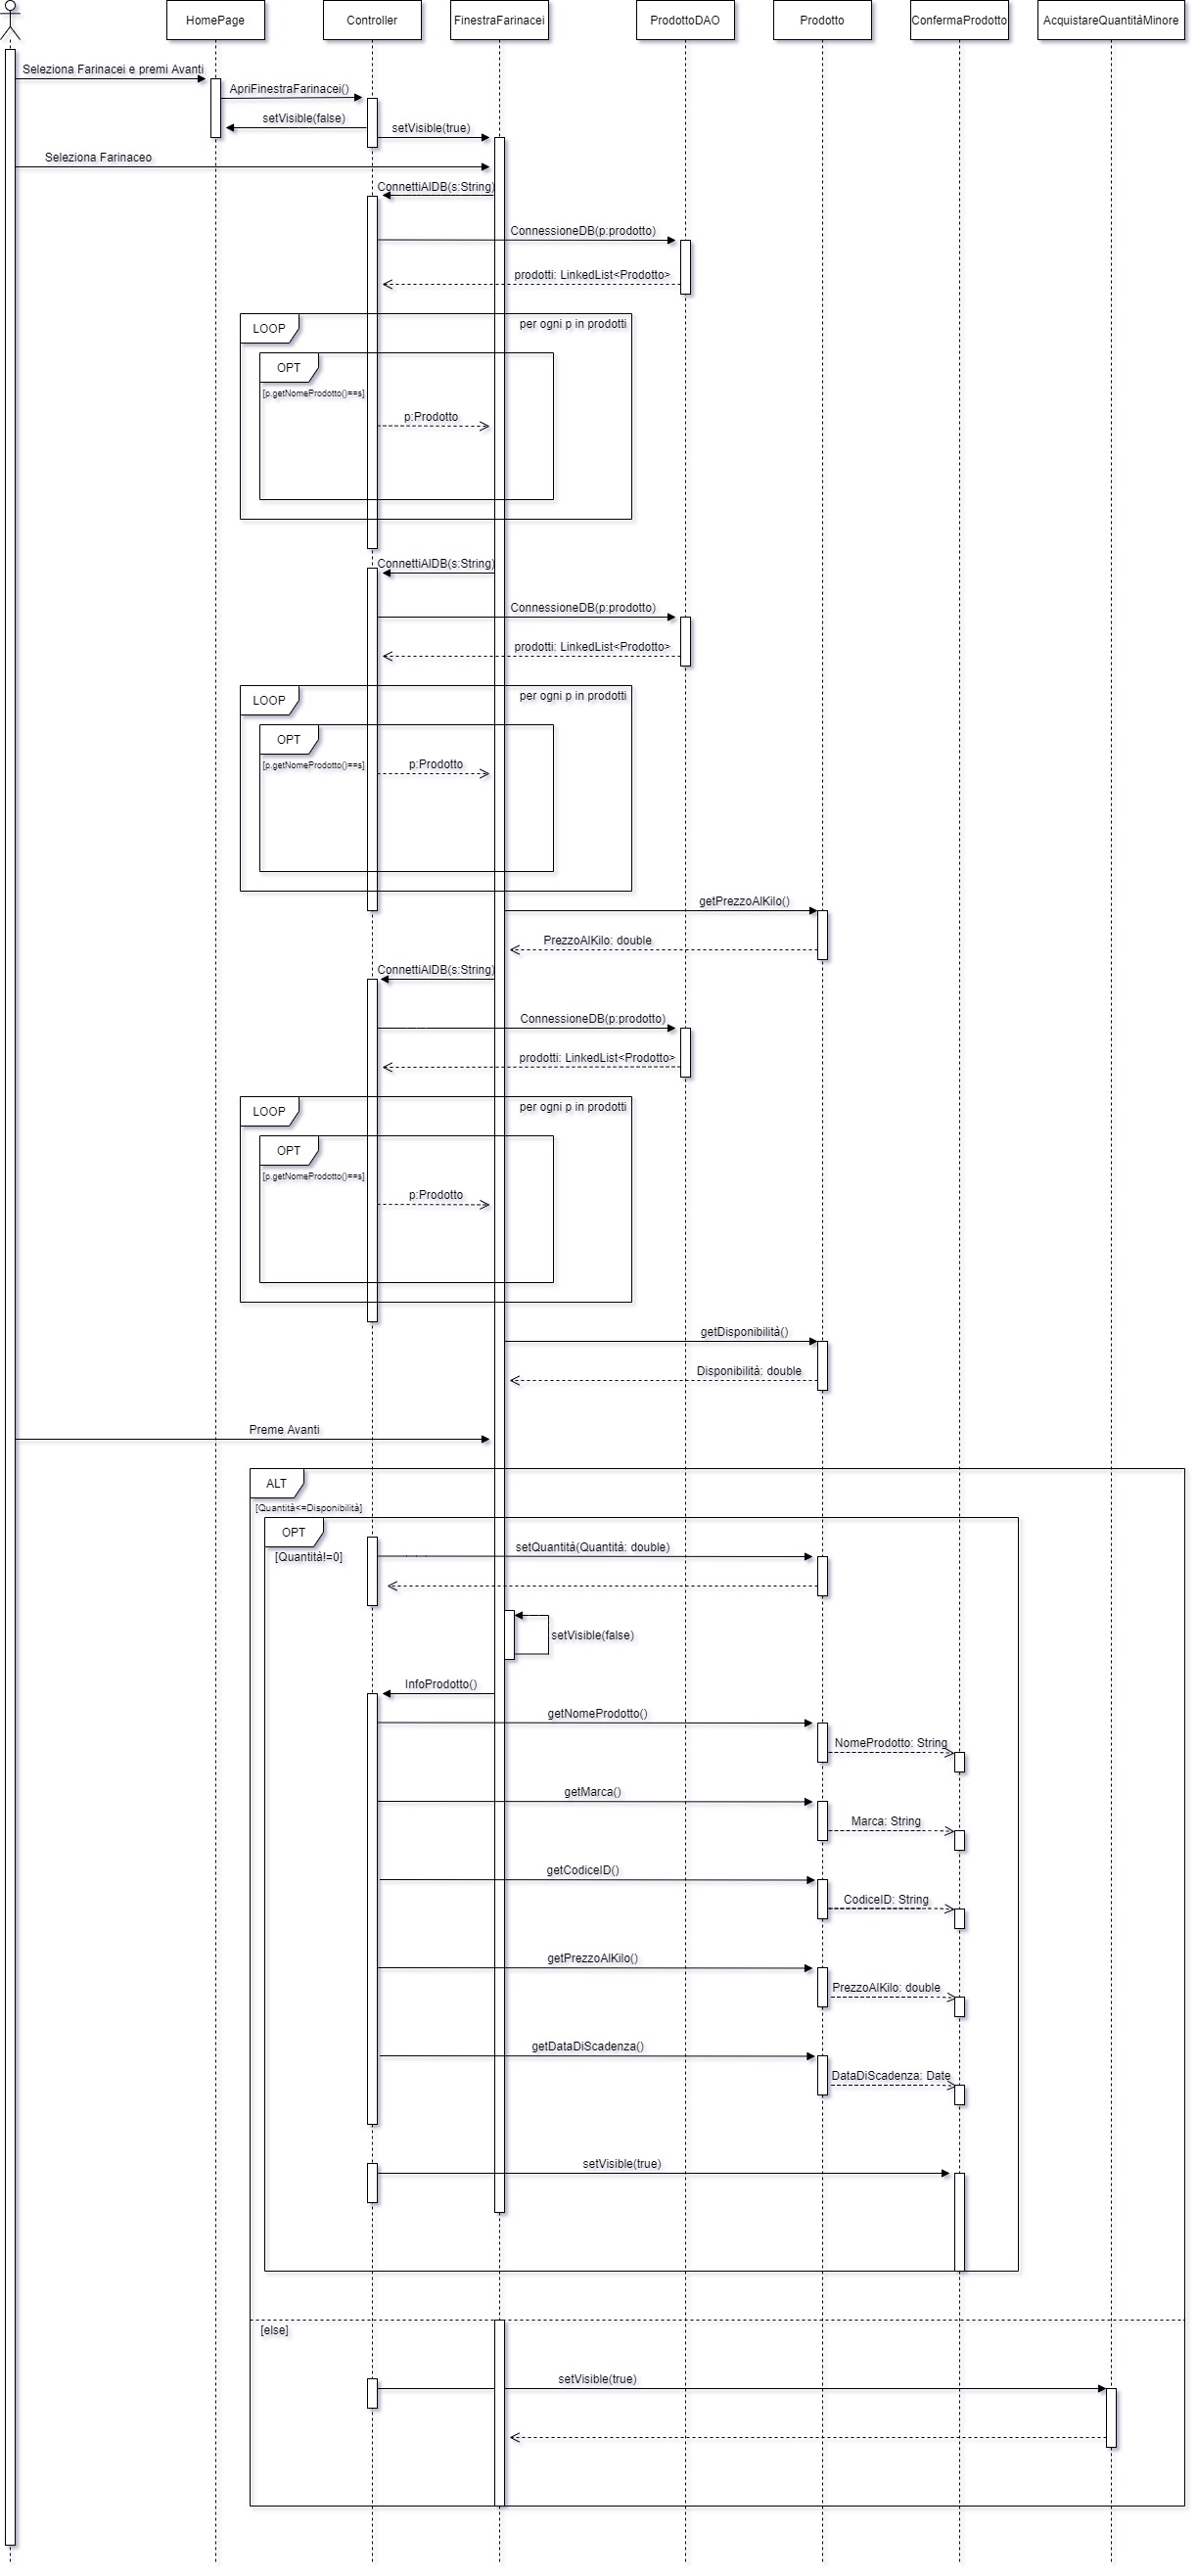 HomePage
Controller
FinestraFarinacei
ProdottoDAO
Prodotto
ConfermaProdotto
AcquistareQuantitàMinore
Seleziona Farinacei e premi Avanti
ApriFinestraFarinacei()
setVisible(false)
setVisible(true)
Seleziona Farinaceo
ConnettiAlDB(s:String)
ConnessioneDB(p:prodotto)
prodotti: LinkedList<Prodotto>
LOOP
per ogni p in prodotti
OPT
[p.getNomeProdotto()==s]
p:Prodotto
ConnettiAlDB(s:String)
ConnessioneDB(p:prodotto)
prodotti: LinkedList<Prodotto>
LOOP
per ogni p in prodotti
OPT
[p.getNomeProdotto()==s]
p:Prodotto
getPrezzoAlKilo()
PrezzoAlKilo: double
ConnettiAlDB(s:String)
ConnessioneDB(p:prodotto)
prodotti: LinkedList<Prodotto>
LOOP
per ogni p in prodotti
OPT
[p.getNomeProdotto()==s]
p:Prodotto
getDisponibilità()
Disponibilità: double
Preme Avanti
ALT
[Quantità<=Disponibilità]
OPT
[Quantità!=0]
setQuantità(Quantità: double)
setVisible(false)
InfoProdotto()
getNomeProdotto()
NomeProdotto: String
getMarca()
Marca: String
getCodiceID()
CodiceID: String
getPrezzoAlKilo()
PrezzoAlKilo: double
getDataDiScadenza()
DataDiScadenza: Date
setVisible(true)
[else]
setVisible(true)